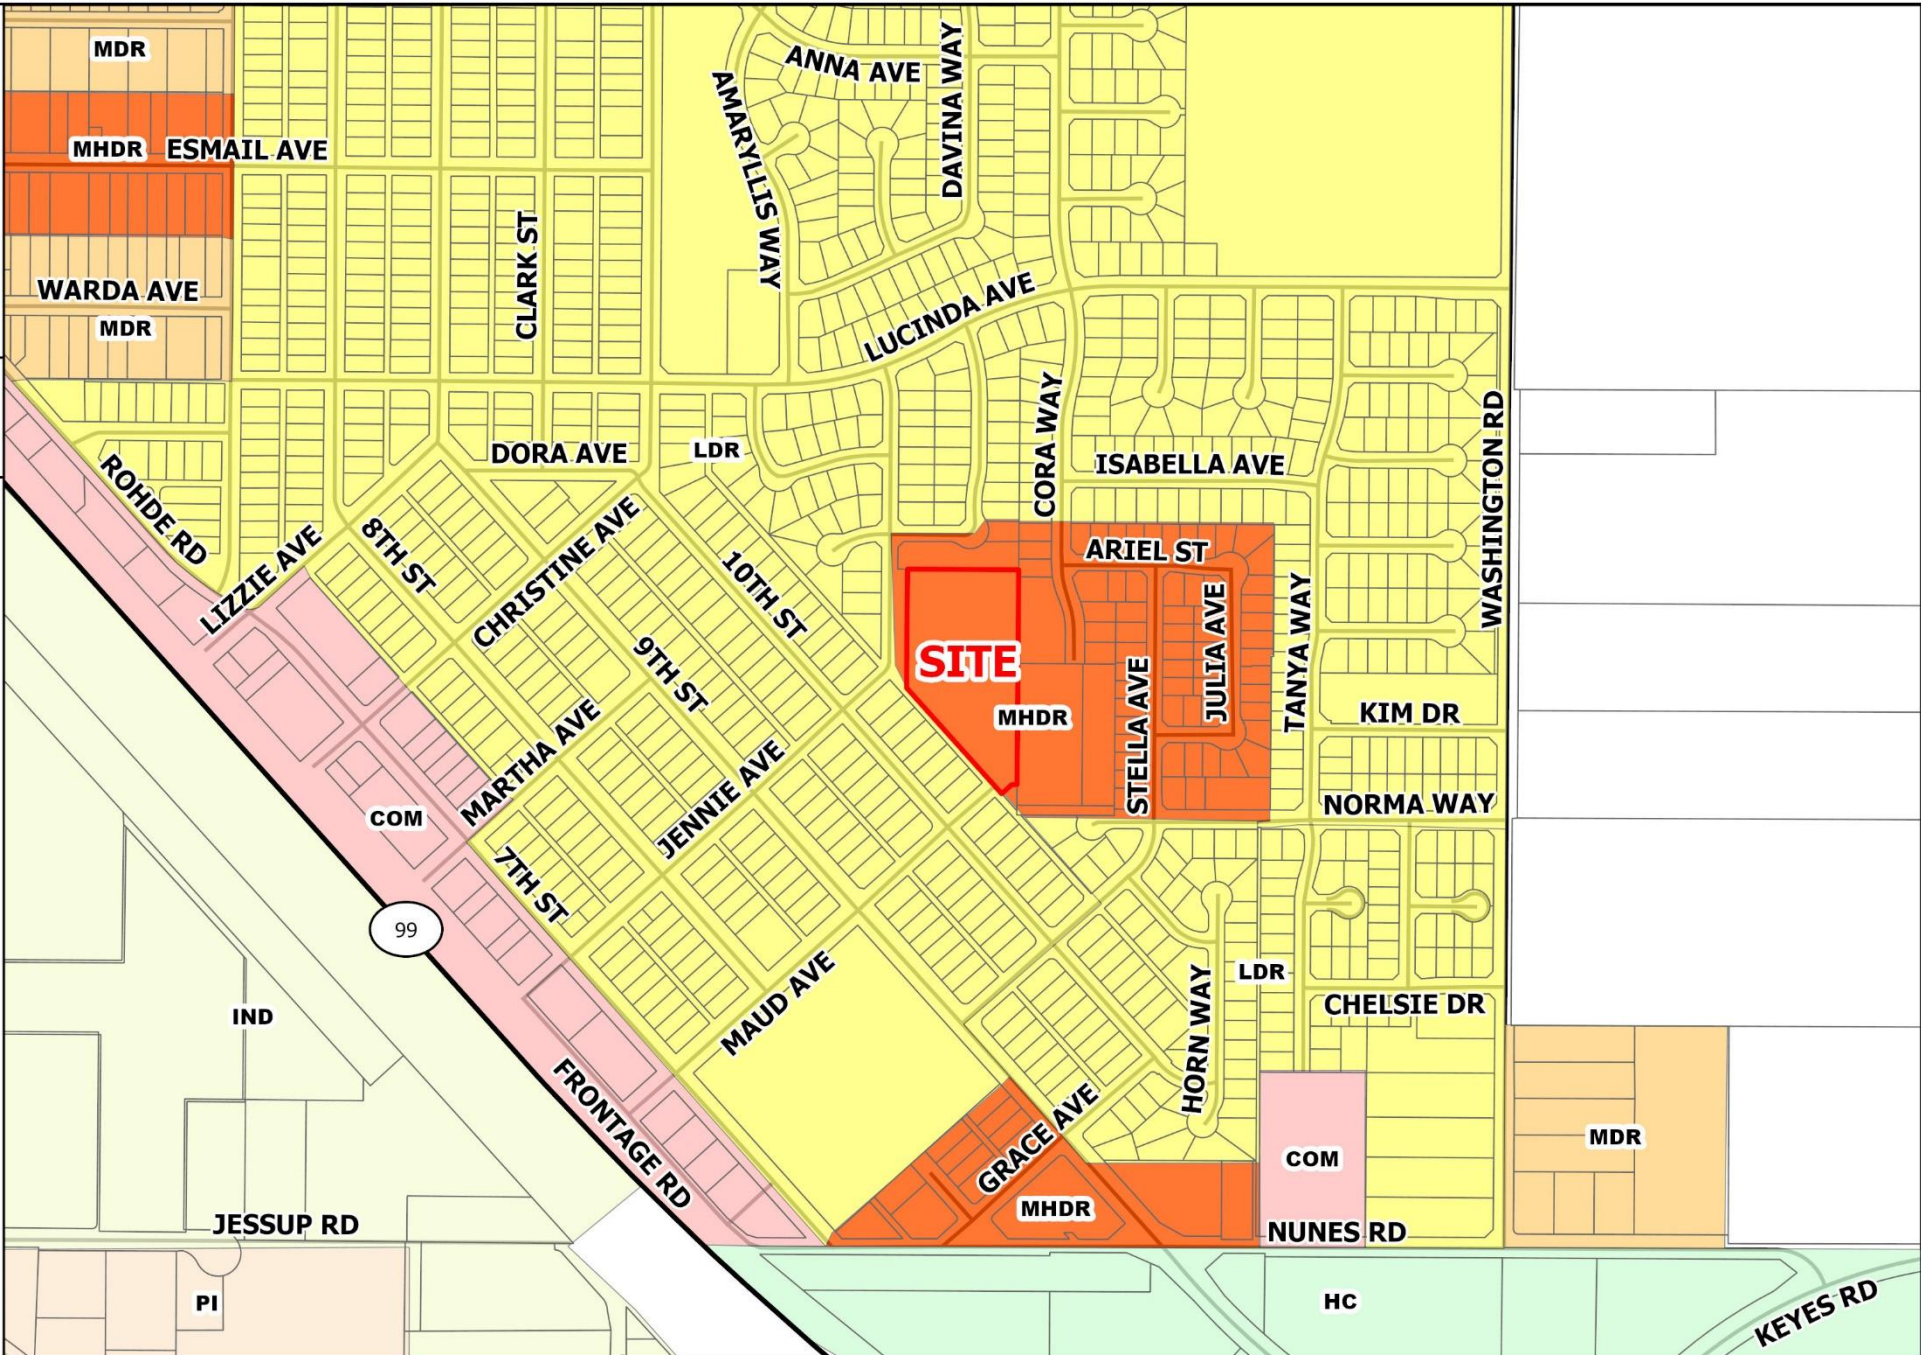 MDR
ANNA AVE
DAVINA WAY
AMARYLLIS WAY
MHDR
ESMAIL AVE
CLARK ST
WARDA AVE
MDR
LUCINDA AVE
CORA WAY
WASHINGTON RD
DORA AVE
LDR
ISABELLA AVE
ROHDE RD
8TH ST
CHRISTINE AVE
10TH ST
ARIEL ST
LIZZIE AVE
JULIA AVE
TANYA WAY
SITE
9TH ST
MHDR
STELLA AVE
KIM DR
MARTHA AVE
JENNIE AVE
NORMA WAY
COM
7TH ST
99
MAUD AVE
HORN WAY
LDR
CHELSIE DR
IND
FRONTAGE RD
GRACE AVE
COM
MDR
MHDR
JESSUP RD
NUNES RD
PI
HC
KEYES RD